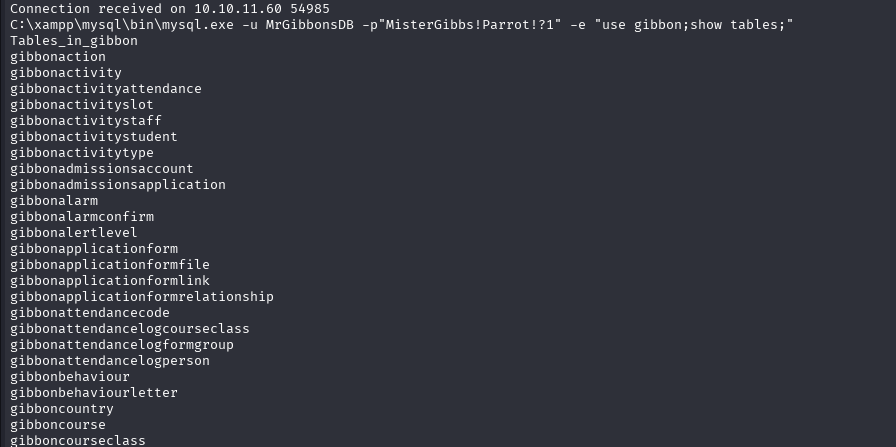 Connection received on 10.10.11.60 54985
C:\xampp\mysql\bin\mysql.exe -u MrGibbonsDB -p"MisterGibbs!Parrot!?1" -e "use gibbon;show tables;"
Tables_in_gibbon
gibbonaction
gibbonactivity
gibbonactivityattendance
gibbonactivityslot
gibbonactivitystaff
gibbonactivitystudent
gibbonactivitytype
gibbonadmissionsaccount
gibbonadmissionsapplication
gibbonalarm
gibbonalarmconfirm
gibbonalertlevel
gibbonapplicationform
gibbonapplicationformfile
gibbonapplicationformlink
gibbonapplicationformrelationship
gibbonattendancecode
gibbonattendancelogcourseclass
gibbonattendancelogformgroup
gibbonattendancelogperson
gibbonbehaviour
gibbonbehaviourletter
gibboncountry
gibboncourse
gibboncourseclass